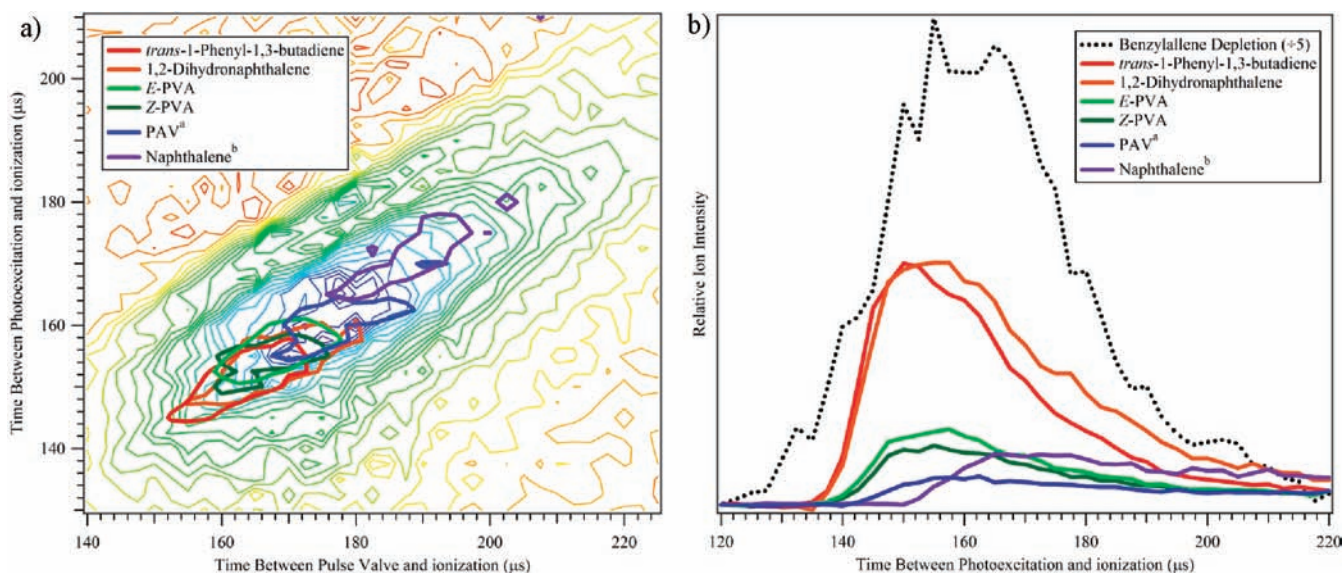 a)
trans-1-Phenyl-1,3-butadiene
1,2-Dihydronaphthalene
E-PVA
Z-PVA
PAVᵃ
Naphthaleneᵇ
Time Between Photoexcitation and ionization (µs)
200
180
160
140
140
160
180
200
220
Time Between Pulse Valve and ionization (µs)
b)
Benzylallene Depletion (÷5)
trans-1-Phenyl-1,3-butadiene
1,2-Dihydronaphthalene
E-PVA
Z-PVA
PAVᵃ
Naphthaleneᵇ
Relative Ion Intensity
120
140
160
180
200
220
Time Between Photoexcitation and ionization (µs)